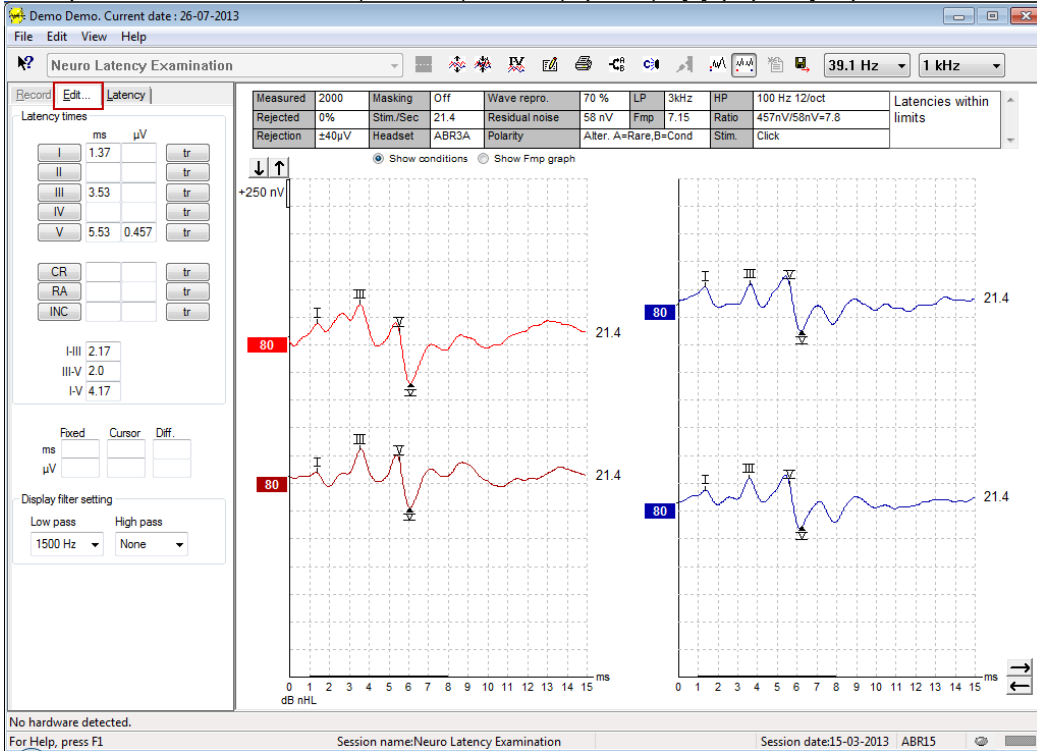 Demo Demo. Current date : 26-07-2013
File Edit View Help
Neuro Latency Examination 39.1 Hz 1 kHz
Record Edit... Latency
Latency times
ms µV
I 1.37 tr
II tr
III 3.53 tr
IV tr
V 5.53 0.457 tr
CR tr
RA tr
INC tr
I-III 2.17
III-V 2.0
I-V 4.17
Fixed Cursor Diff.
ms
µV
Display filter setting
Low pass High pass
1500 Hz None
Measured 2000 Masking Off Wave repro. 70 % LP 3kHz HP 100 Hz 12/oct Latencies within
Rejected 0% Stim./Sec 21.4 Residual noise 58 nV Fmp 7.15 Ratio 457nV/58nV=7.8 limits
Rejection ±40µV Headset ABR3A Polarity Alter. A=Rare,B=Cond Stim. Click
Show conditions Show Fmp graph
+250 nV
I III V
80 21.4
V
I III V
80 21.4
V
I III V
80 21.4
V
I III V
80 21.4
V
0 1 2 3 4 5 6 7 8 9 10 11 12 13 14 15 ms
dB nHL
0 1 2 3 4 5 6 7 8 9 10 11 12 13 14 15 ms
No hardware detected.
For Help, press F1 Session name:Neuro Latency Examination Session date:15-03-2013 ABR15